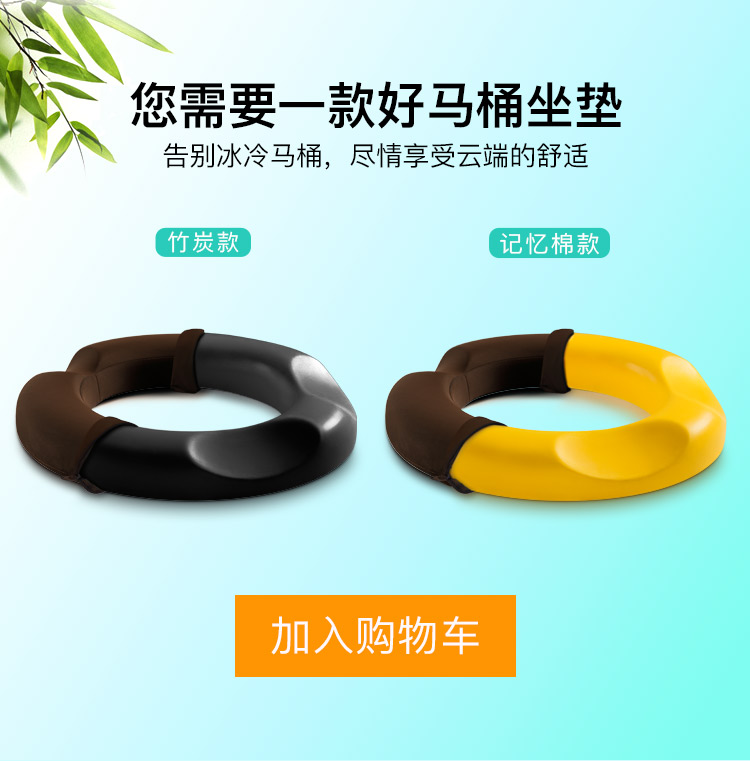 您需要一款好马桶坐垫
告别冰冷马桶，尽情享受云端的舒适
竹炭款
记忆棉款
加入购物车